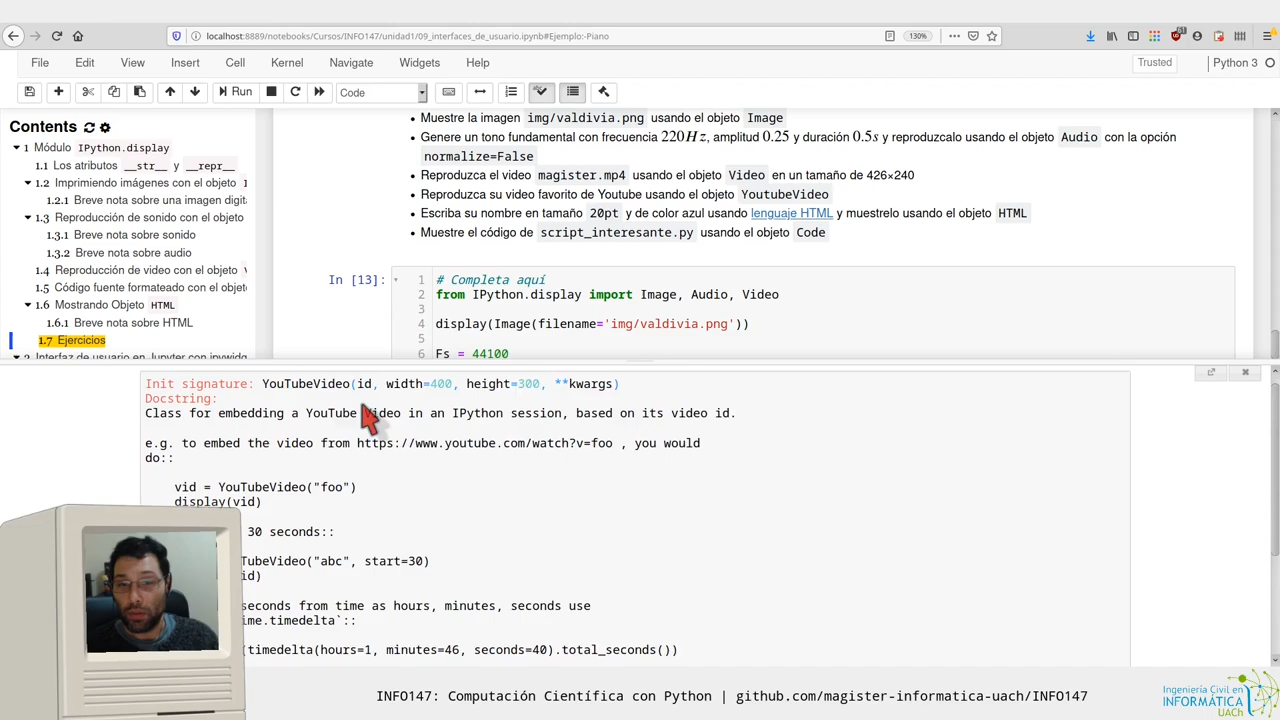 localhost:8889/notebooks/Cursos/INFO147/unidad1/09_interfaces_de_usuario.ipynb#Ejemplo:-Piano
130%
File Edit View Insert Cell Kernel Navigate Widgets Help
Trusted Python 3
Run Code
Contents
1 Módulo IPython.display
1.1 Los atributos __str__ y __repr__
1.2 Imprimiendo imágenes con el objeto I
1.2.1 Breve nota sobre una imagen digita
1.3 Reproducción de sonido con el objeto
1.3.1 Breve nota sobre sonido
1.3.2 Breve nota sobre audio
1.4 Reproducción de video con el objeto V
1.5 Código fuente formateado con el objeto
1.6 Mostrando Objeto HTML
1.6.1 Breve nota sobre HTML
1.7 Ejercicios
2 Interfaz de usuario en Jupyter con ipywidg
Muestre la imagen img/valdivia.png usando el objeto Image
Genere un tono fundamental con frecuencia 220Hz, amplitud 0.25 y duración 0.5s y reproduzcalo usando el objeto Audio con la opción
normalize=False
Reproduzca el video magister.mp4 usando el objeto Video en un tamaño de 426×240
Reproduzca su video favorito de Youtube usando el objeto YoutubeVideo
Escriba su nombre en tamaño 20pt y de color azul usando lenguaje HTML y muestrelo usando el objeto HTML
Muestre el código de script_interesante.py usando el objeto Code
In [13]:
1 # Completa aquí
2 from IPython.display import Image, Audio, Video
3
4 display(Image(filename='img/valdivia.png'))
5
6 Fs = 44100
Init signature: YouTubeVideo(id, width=400, height=300, **kwargs)
Docstring:
Class for embedding a YouTube Video in an IPython session, based on its video id.
e.g. to embed the video from https://www.youtube.com/watch?v=foo , you would
do::
vid = YouTubeVideo("foo")
display(vid)
30 seconds::
TubeVideo("abc", start=30)
id)
seconds from time as hours, minutes, seconds use
me.timedelta`::
(timedelta(hours=1, minutes=46, seconds=40).total_seconds())
INFO147: Computación Científica con Python | github.com/magister-informatica-uach/INFO147
Ingeniería Civil en
INFORMÁTICA
UACh